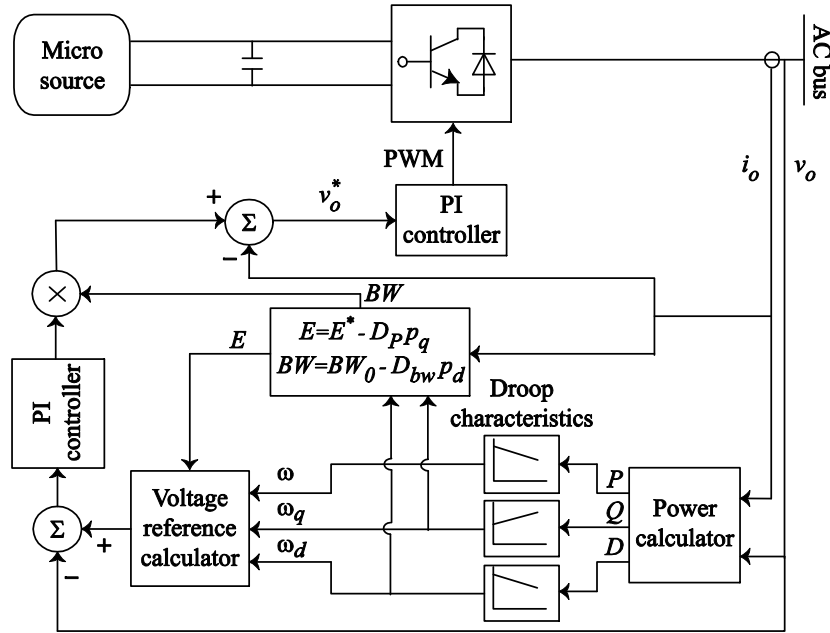 Micro
source
AC bus
PWM
i_o
v_o
+
Σ
v_o^*
PI
controller
−
×
BW
E
E=E^* - D_P p_q
BW=BW_0 - D_bw p_d
PI
controller
Droop
characteristics
ω
ω_q
ω_d
P
Q
D
Power
calculator
Voltage
reference
calculator
Σ
+
−